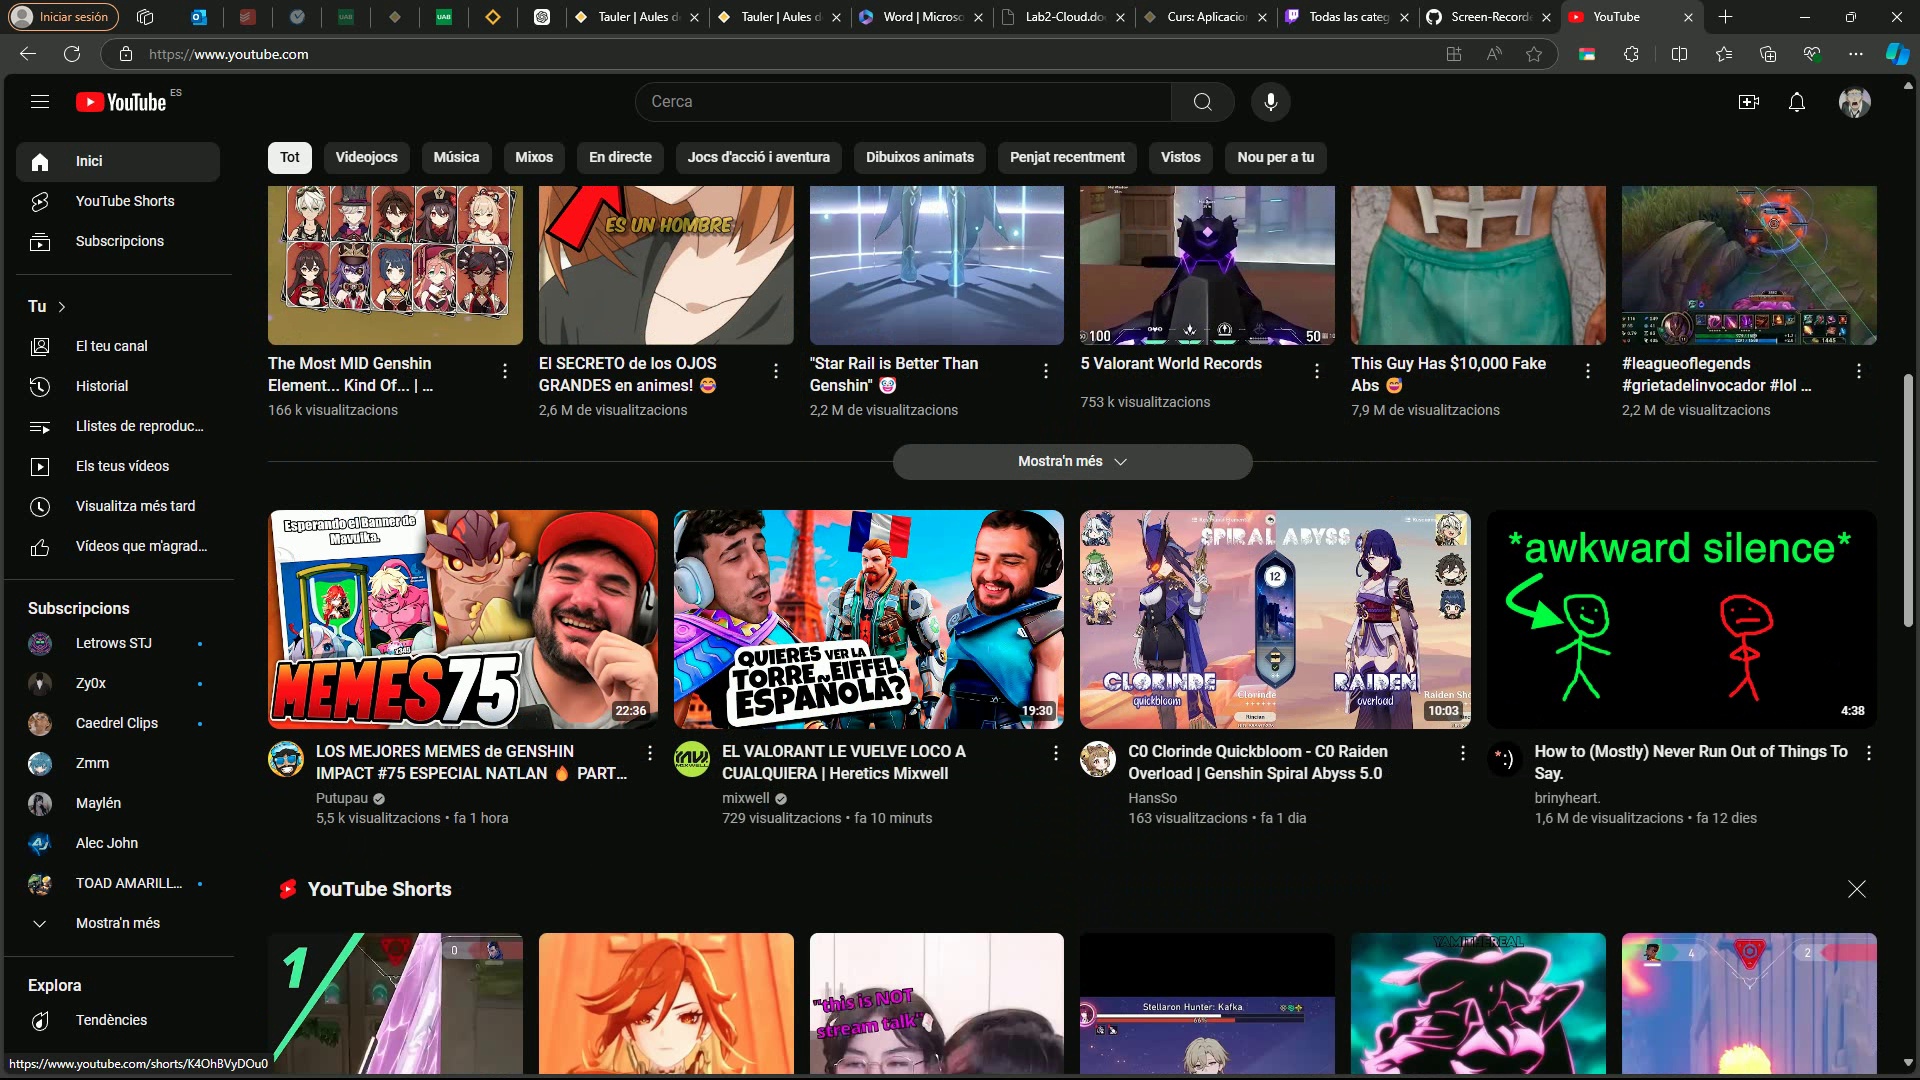 Iniciar sesión
Tauler | Aules d
Tauler | Aules d
Word | Microso
Lab2-Cloud.do
Curs: Aplicacion
Todas las categ
Screen-Recorde
YouTube
https://www.youtube.com
YouTube ES
Cerca
Tot
Videojocs
Música
Mixos
En directe
Jocs d'acció i aventura
Dibuixos animats
Penjat recentment
Vistos
Nou per a tu
Inici
YouTube Shorts
Subscripcions
Tu
El teu canal
Historial
Llistes de reproduc...
Els teus vídeos
Visualitza més tard
Vídeos que m'agrad...
Subscripcions
Letrows STJ
Zy0x
Caedrel Clips
Zmm
Maylén
Alec John
TOAD AMARILL...
Mostra'n més
Explora
Tendències
https://www.youtube.com/shorts/K4OhBVyDOu0
ES UN HOMBRE
100
50
The Most MID Genshin
Element... Kind Of... | ...
166 k visualitzacions
El SECRETO de los OJOS
GRANDES en animes! 😂
2,6 M de visualitzacions
"Star Rail is Better Than
Genshin" 🤡
2,2 M de visualitzacions
5 Valorant World Records
753 k visualitzacions
This Guy Has $10,000 Fake
Abs 😅
7,9 M de visualitzacions
#leagueoflegends
#grietadelinvocador #lol ...
2,2 M de visualitzacions
Mostra'n més
Esperando el Banner de
Mavuika.
MEMES75
22:36
LOS MEJORES MEMES de GENSHIN
IMPACT #75 ESPECIAL NATLAN 🔥 PART...
Putupau
5,5 k visualitzacions • fa 1 hora
QUIERES VER LA
TORRE EIFFEL
ESPAÑOLA?
19:30
EL VALORANT LE VUELVE LOCO A
CUALQUIERA | Heretics Mixwell
mixwell
729 visualitzacions • fa 10 minuts
SPIRAL ABYSS
12
CLORINDE
quickbloom
Clorinde
RAIDEN
overload
Raiden Sho
10:03
C0 Clorinde Quickbloom - C0 Raiden
Overload | Genshin Spiral Abyss 5.0
HansSo
163 visualitzacions • fa 1 dia
*awkward silence*
4:38
How to (Mostly) Never Run Out of Things To
Say.
brinyheart.
1,6 M de visualitzacions • fa 12 dies
YouTube Shorts
1
0
"this is NOT
stream talk"
Stellaron Hunter: Kafka
66%
YAMITHEREAL
4
2